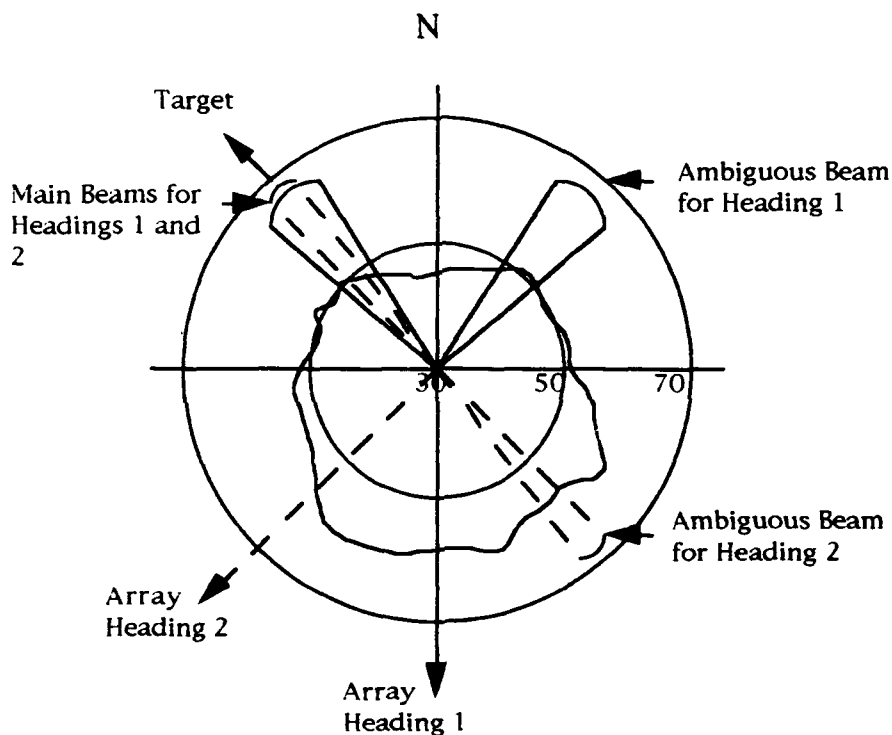 N
Target
Main Beams for
Headings 1 and
2
Ambiguous Beam
for Heading 1
30 50 70
Ambiguous Beam
for Heading 2
Array
Heading 2
Array
Heading 1